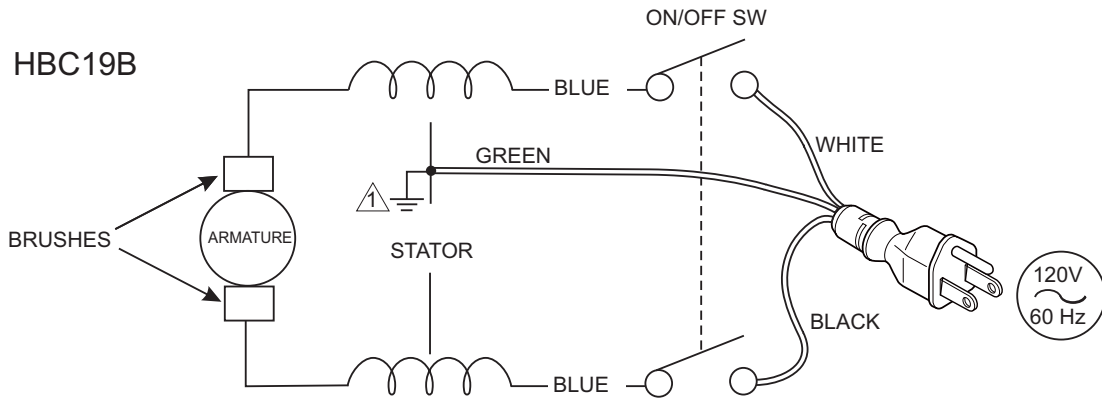 ON/OFF SW
HBC19B
BLUE
WHITE
GREEN
1
BRUSHES
ARMATURE
STATOR
120V
60 Hz
BLACK
BLUE